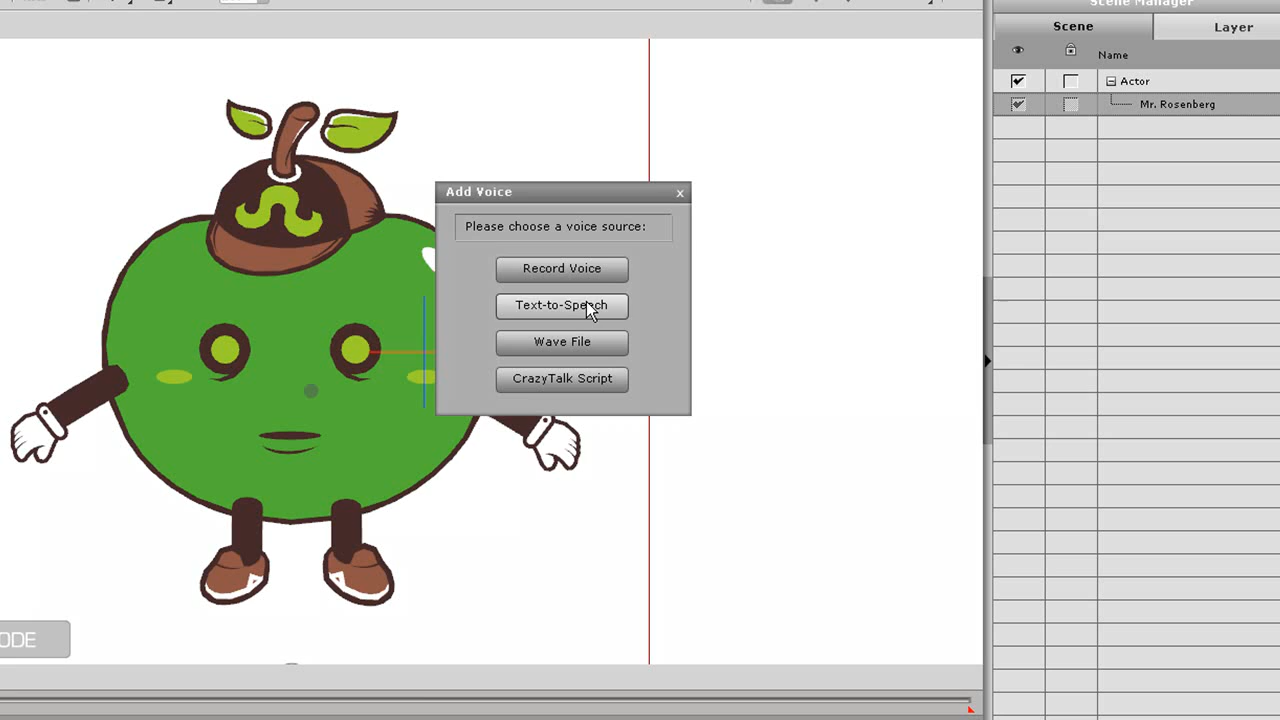 Scene Manager
Scene
Layer
Name
Actor
Mr. Rosenberg
Add Voice
x
Please choose a voice source:
Record Voice
Text-to-Speech
Wave File
CrazyTalk Script
ODE